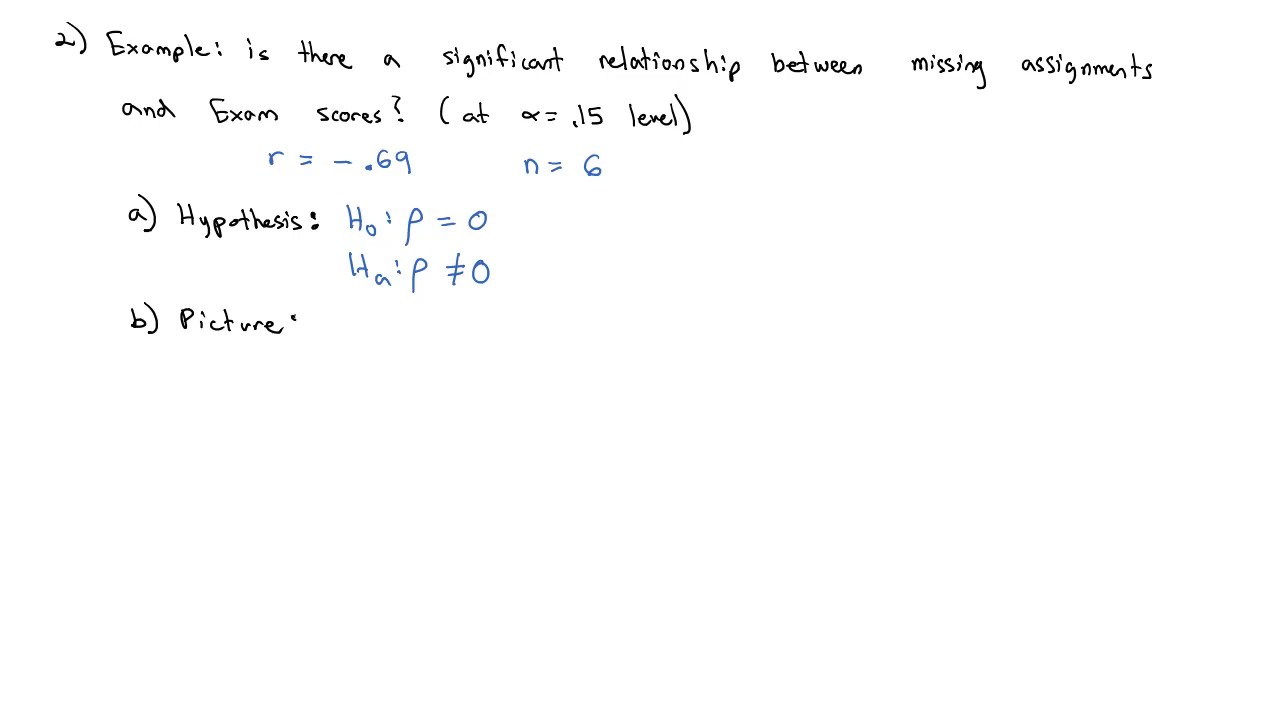 2) Example: is there a significant relationship between missing assignments
and Exam scores? (at α = .15 level)
r = -.69 n = 6
a) Hypothesis: H₀: ρ = 0
Hₐ: ρ ≠ 0
b) Picture: